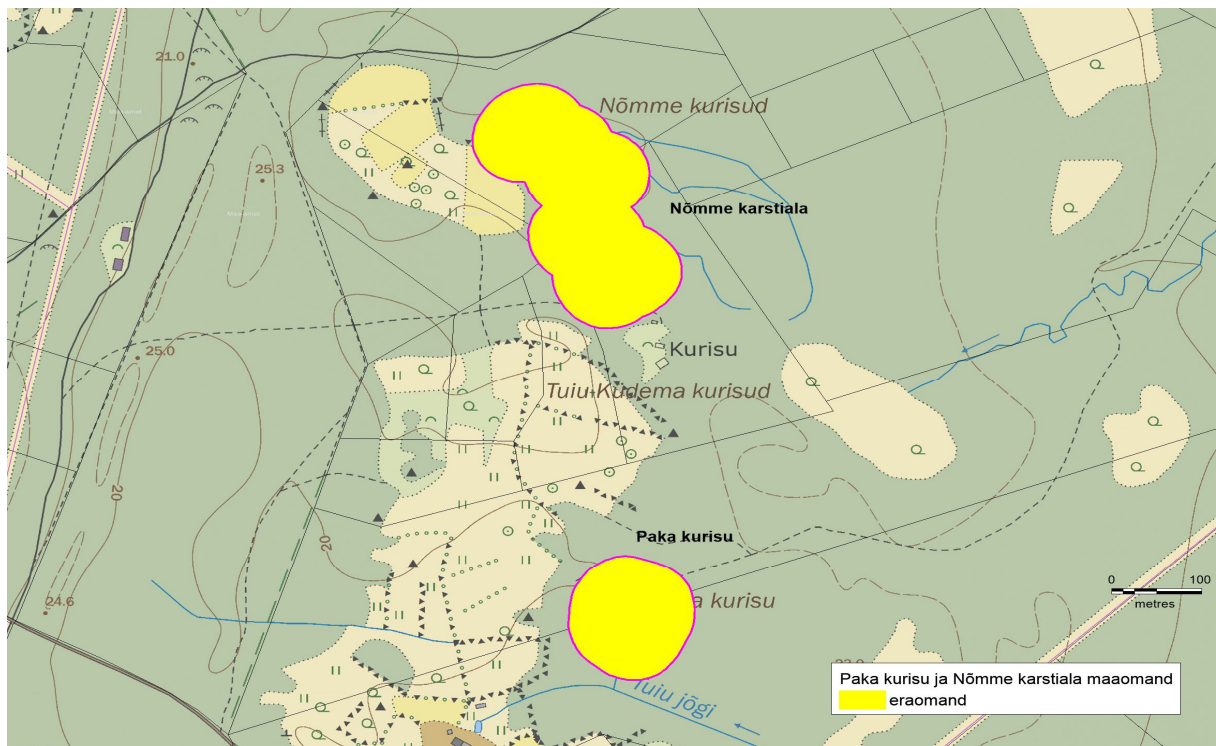 21.0
Nõmme kurisud
25.3
Nõmme karstiala
25.0
Kurisu
Tuiu-Kudema kurisud
20
20
Paka kurisu
24.6
a kurisu
0 100
metres
Tuiu jõgi
Paka kurisu ja Nõmme karstiala maaomand
eraomand